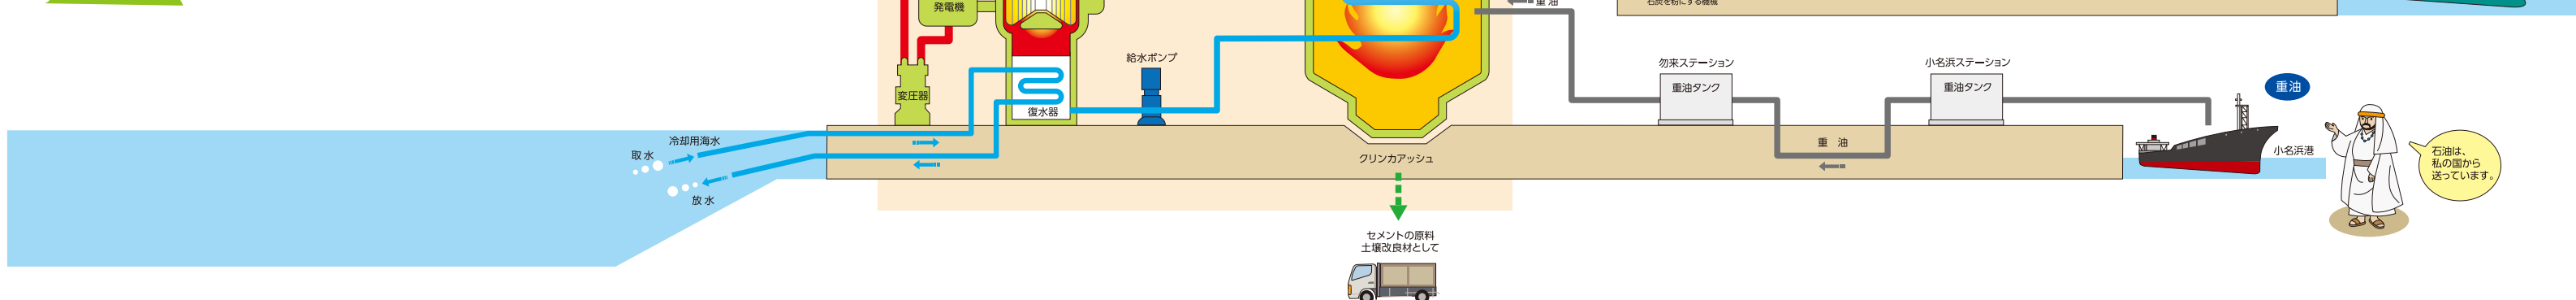 発電機
重油
石炭を粉にする機械
給水ポンプ
勿来ステーション
小名浜ステーション
変圧器
復水器
重油タンク
重油タンク
重油
冷却用海水
取水
放水
クリンカアッシュ
重 油
小名浜港
石油は、
私の国から
送っています。
セメントの原料
土壌改良材として